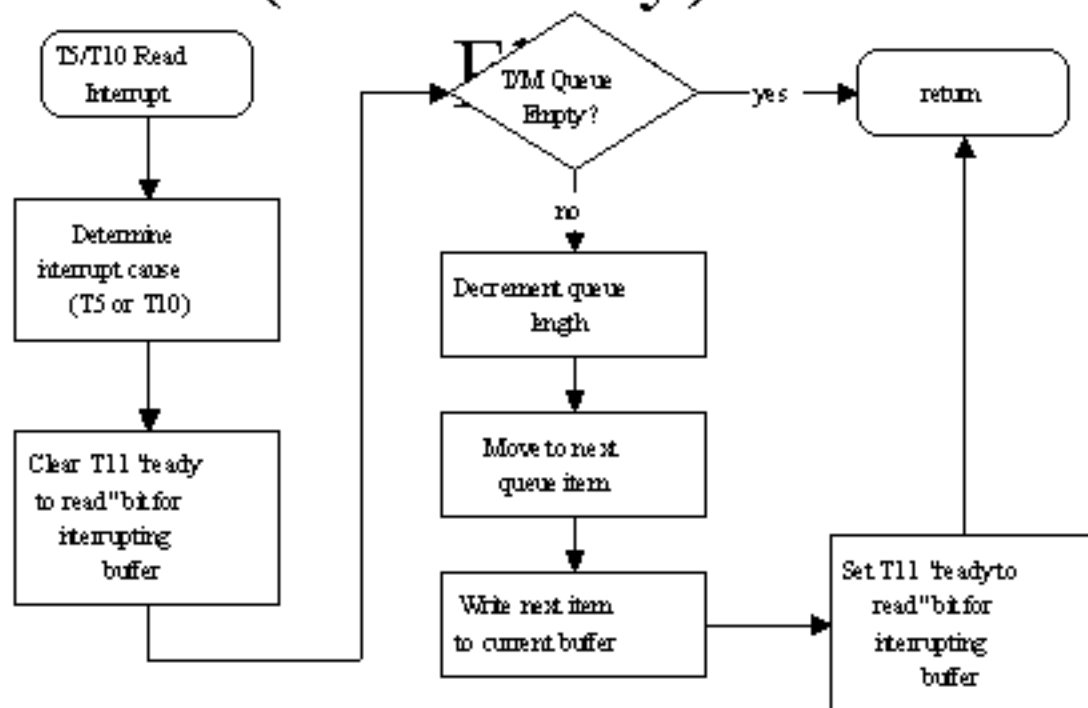 T5/T10 Read
Interrupt
Determine
interrupt cause
(T5 or T10)
Clear T11 "ready
to read" bit for
interrupting
buffer
T/M Queue
Empty?
yes
return
no
Decrement queue
length
Move to next
queue item
Write next item
to current buffer
Set T11 "ready to
read" bit for
interrupting
buffer